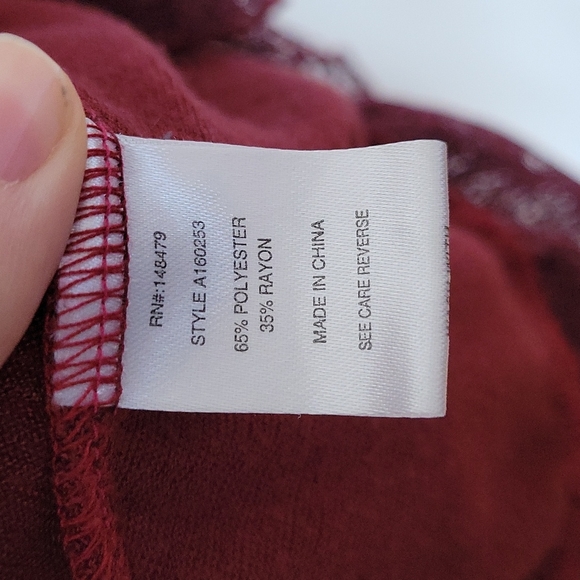 RN#:148479
STYLE A160253
65% POLYESTER
35% RAYON
MADE IN CHINA
SEE CARE REVERSE